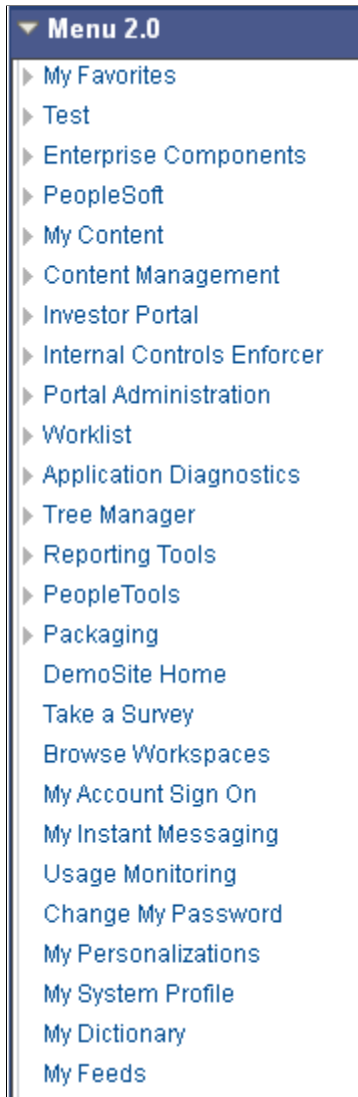 Menu 2.0
My Favorites
Test
Enterprise Components
PeopleSoft
My Content
Content Management
Investor Portal
Internal Controls Enforcer
Portal Administration
Worklist
Application Diagnostics
Tree Manager
Reporting Tools
PeopleTools
Packaging
DemoSite Home
Take a Survey
Browse Workspaces
My Account Sign On
My Instant Messaging
Usage Monitoring
Change My Password
My Personalizations
My System Profile
My Dictionary
My Feeds